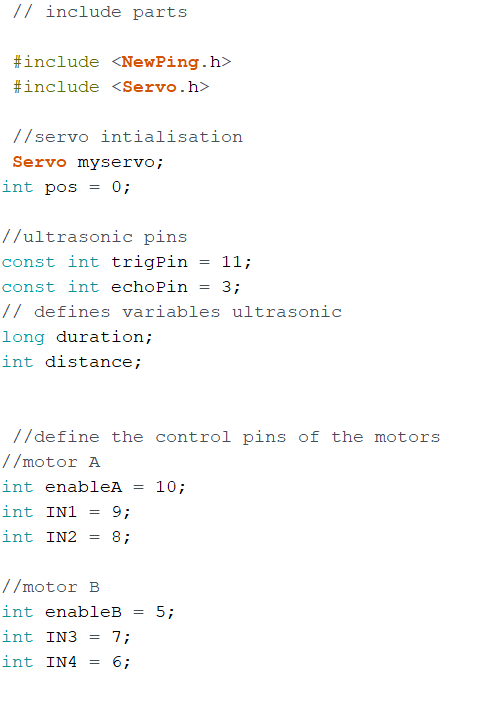 // include parts
#include <NewPing.h>
#include <Servo.h>
//servo intialisation
Servo myservo;
int pos = 0;
//ultrasonic pins
const int trigPin = 11;
const int echoPin = 3;
// defines variables ultrasonic
long duration;
int distance;
//define the control pins of the motors
//motor A
int enableA = 10;
int IN1 = 9;
int IN2 = 8;
//motor B
int enableB = 5;
int IN3 = 7;
int IN4 = 6;